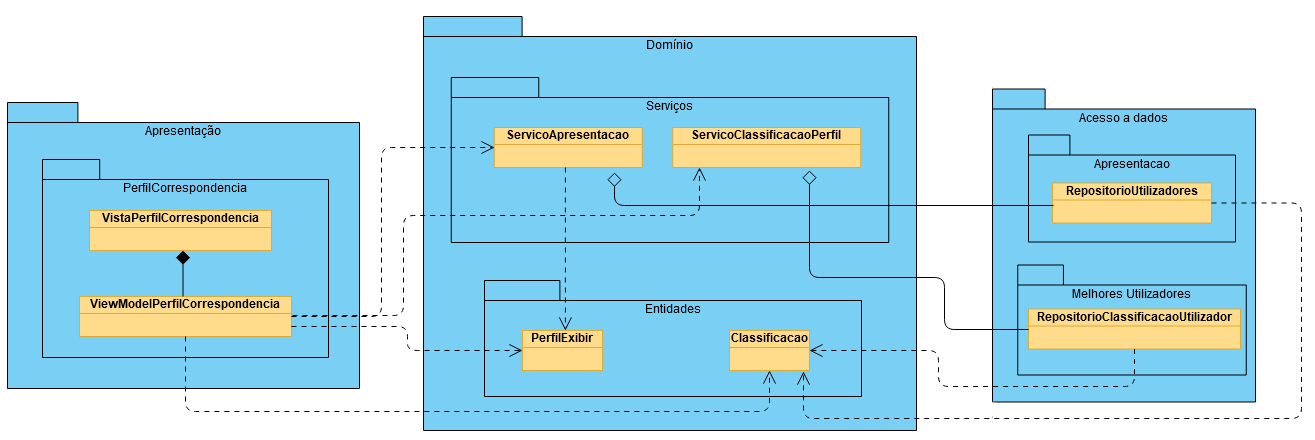 Apresentação
PerfilCorrespondencia
VistaPerfilCorrespondencia
ViewModelPerfilCorrespondencia
Domínio
Serviços
ServicoApresentacao
ServicoClassificacaoPerfil
Entidades
PerfilExibir
Classificacao
Acesso a dados
Apresentacao
RepositorioUtilizadores
Melhores Utilizadores
RepositorioClassificacaoUtilizador